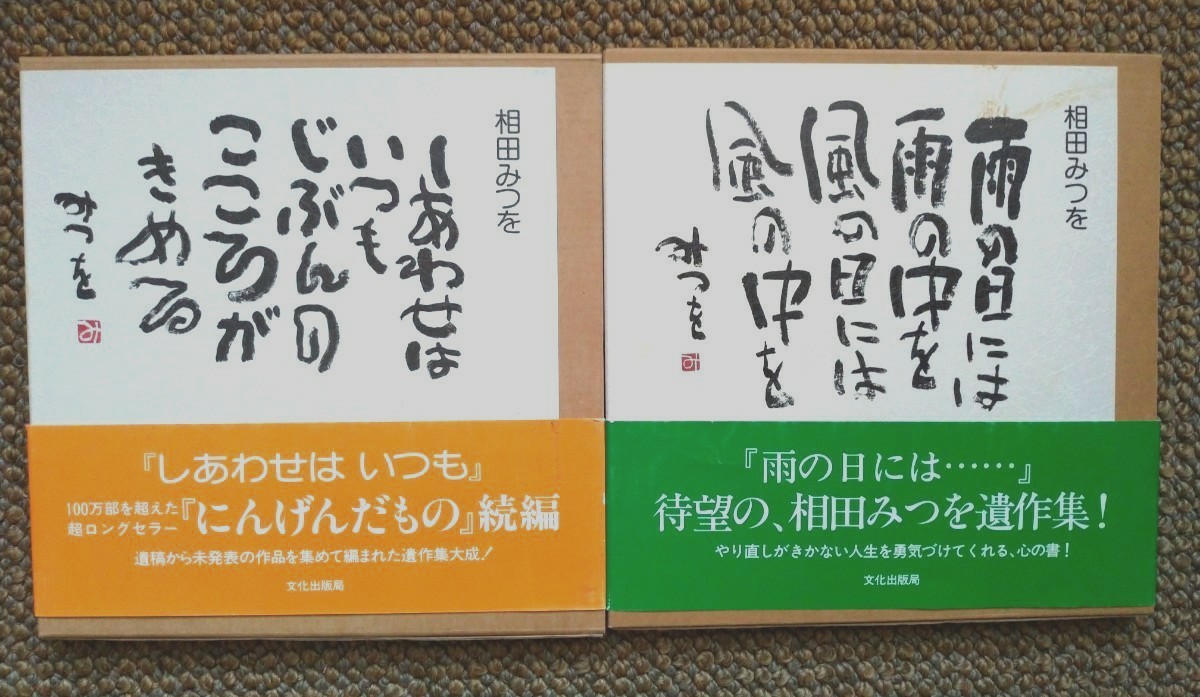 相田みつを
しあわせは
いつも
じぶんの
こころが
きめる
みつを
『しあわせは いつも』
100万部を超えた
超ロングセラー『にんげんだもの』続編
遺稿から未発表の作品を集めて編まれた遺作集大成！
文化出版局
相田みつを
雨の日には
雨の中を
風の日には
風の中を
みつを
『雨の日には……』
待望の、相田みつを遺作集！
やり直しがきかない人生を勇気づけてくれる、心の書！
文化出版局